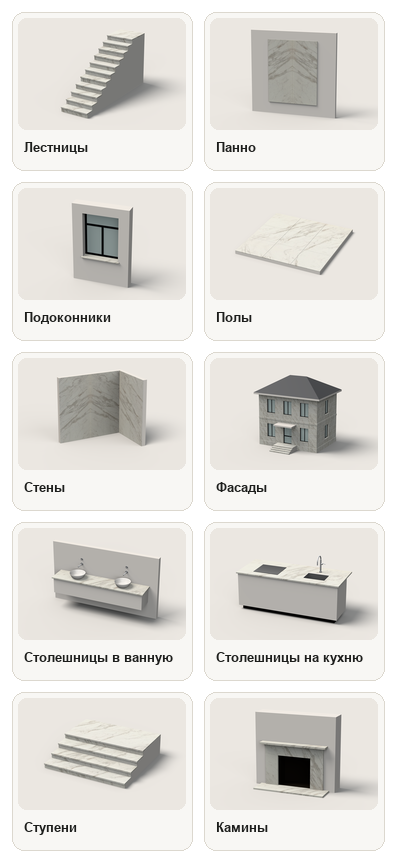 Лестницы
Панно
Подоконники
Полы
Стены
Фасады
Столешницы в ванную
Столешницы на кухню
Ступени
Камины